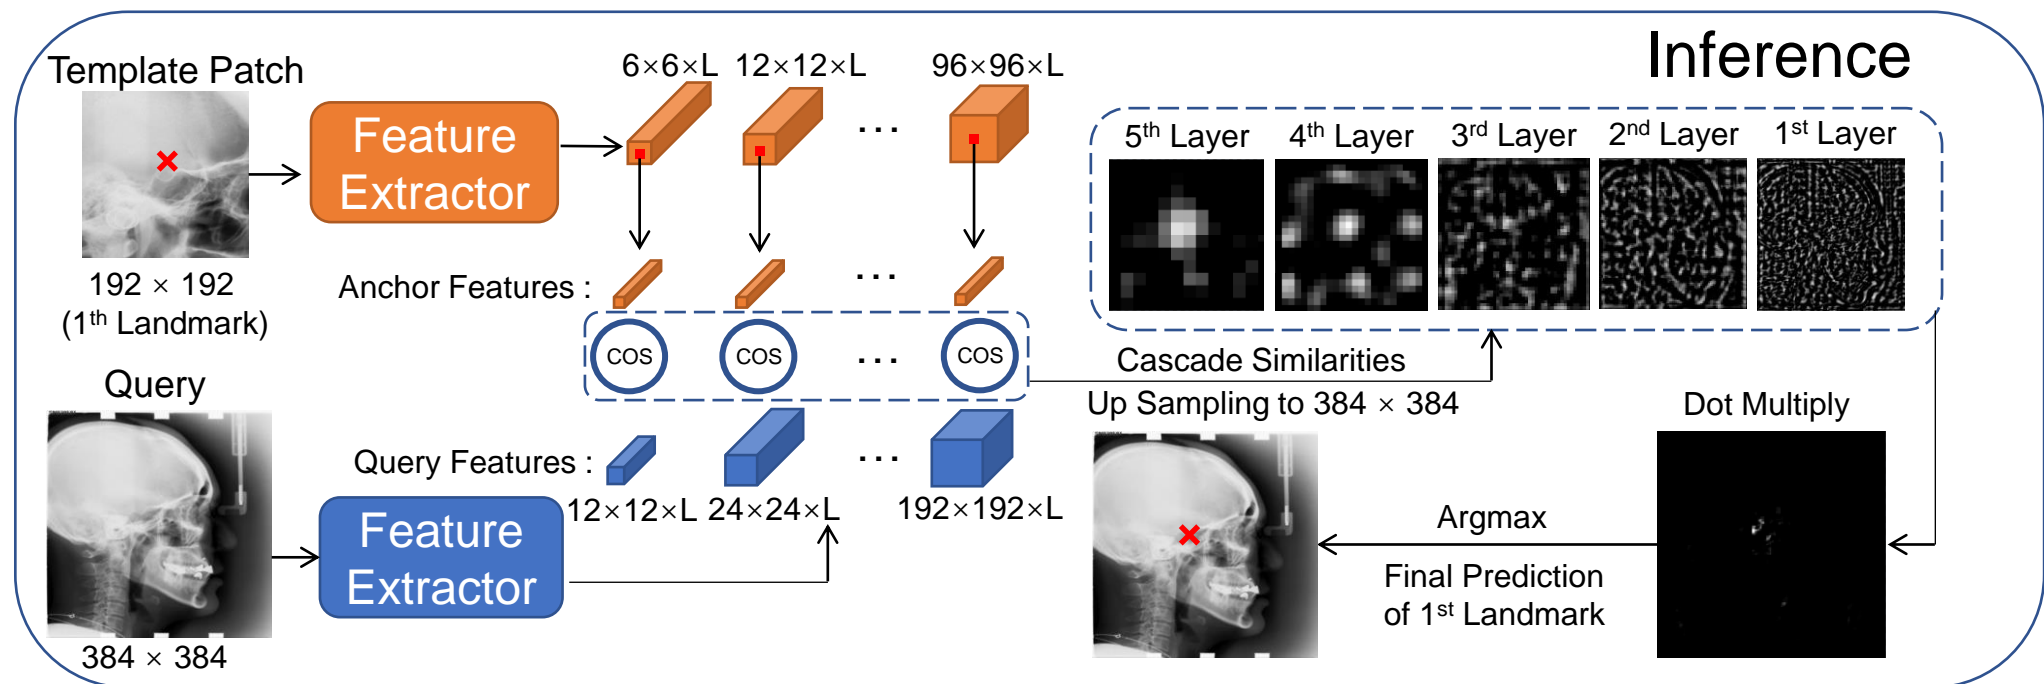 Inference
Template Patch
192 × 192
(1th Landmark)
Feature
Extractor
6×6×L
12×12×L
96×96×L
...
Anchor Features :
...
COS
COS
...
COS
Query
384 × 384
Feature
Extractor
Query Features :
...
12×12×L
24×24×L
192×192×L
5th Layer
4th Layer
3rd Layer
2nd Layer
1st Layer
Cascade Similarities
Up Sampling to 384 × 384
Dot Multiply
Argmax
Final Prediction
of 1st Landmark